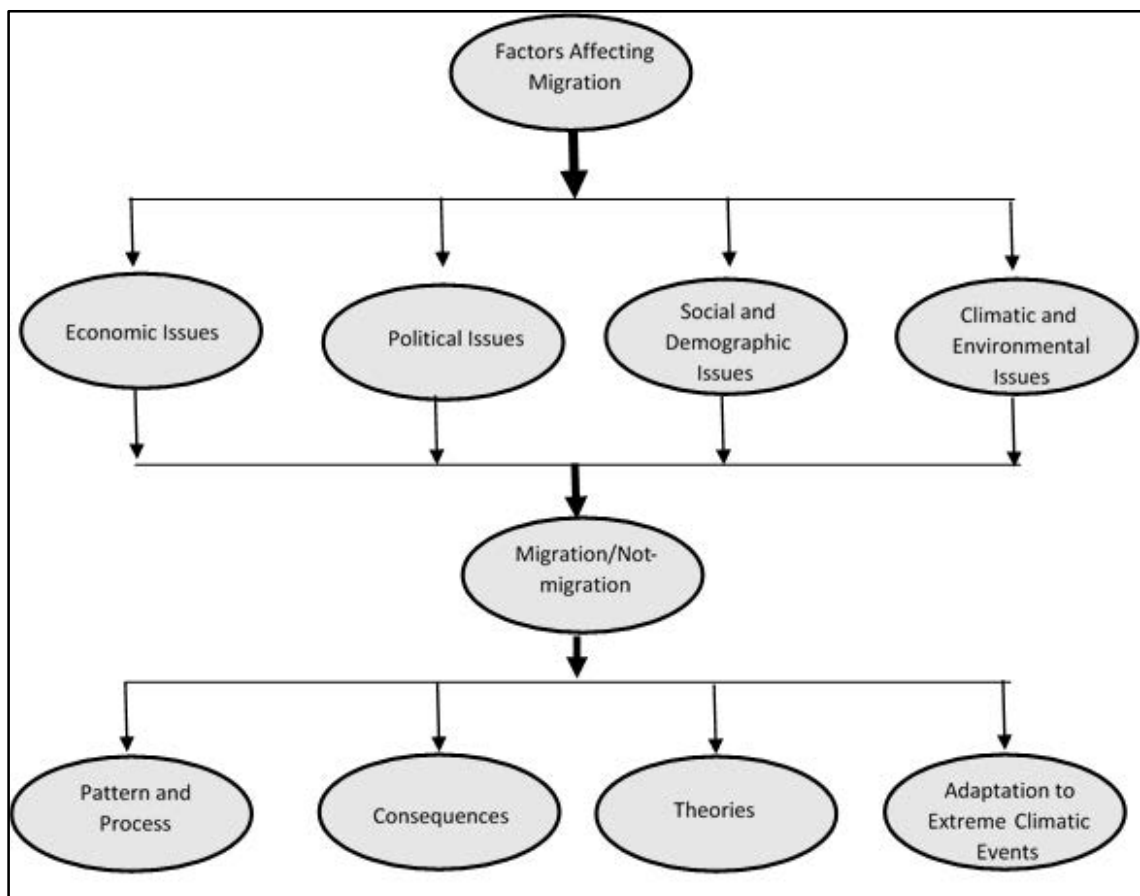 Factors Affecting
Migration
Economic Issues
Political Issues
Social and
Demographic
Issues
Climatic and
Environmental
Issues
Migration/Not-
migration
Pattern and
Process
Consequences
Theories
Adaptation to
Extreme Climatic
Events